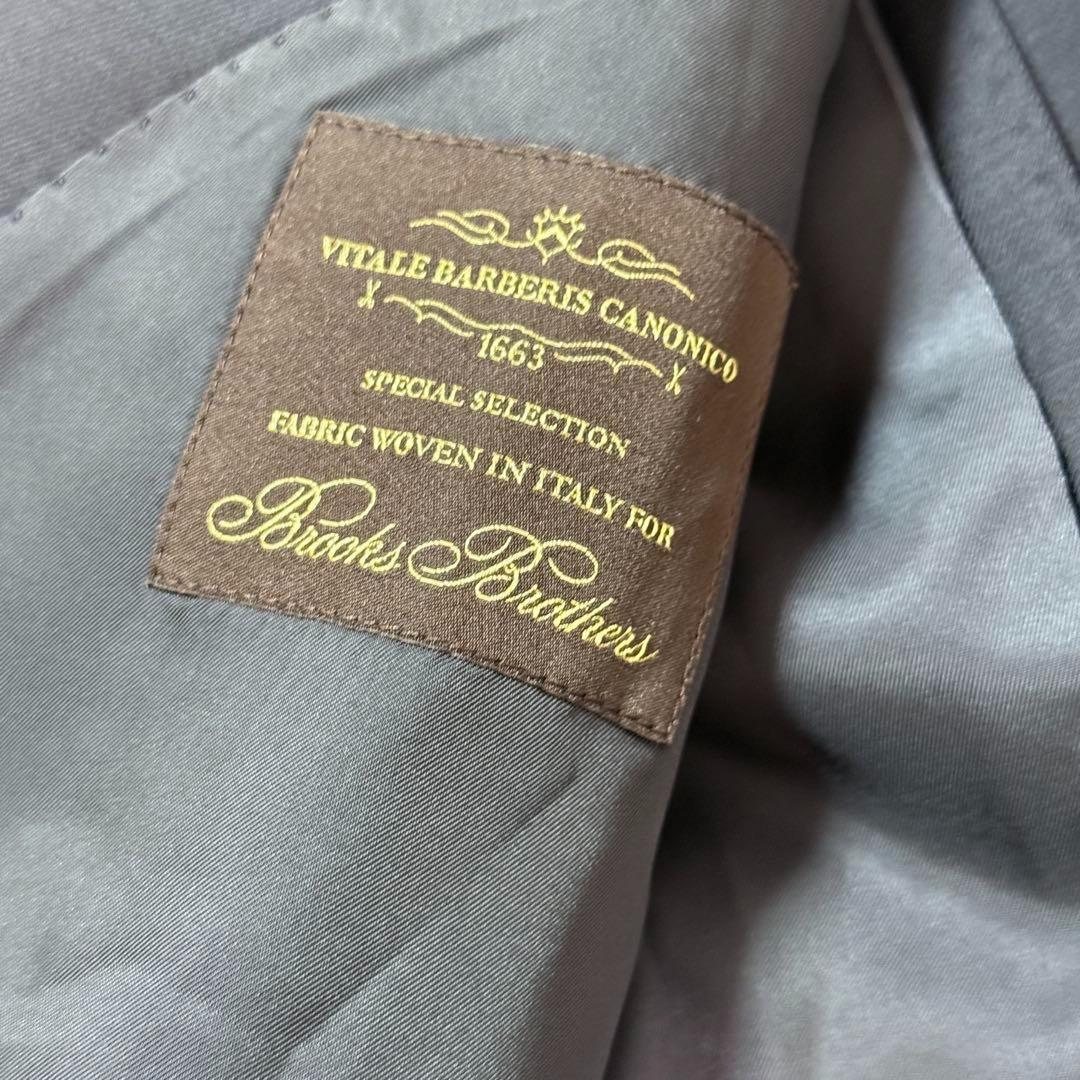 VITALE BARBERIS CANONICO
1663
SPECIAL SELECTION
FABRIC WOVEN IN ITALY FOR
Brooks Brothers